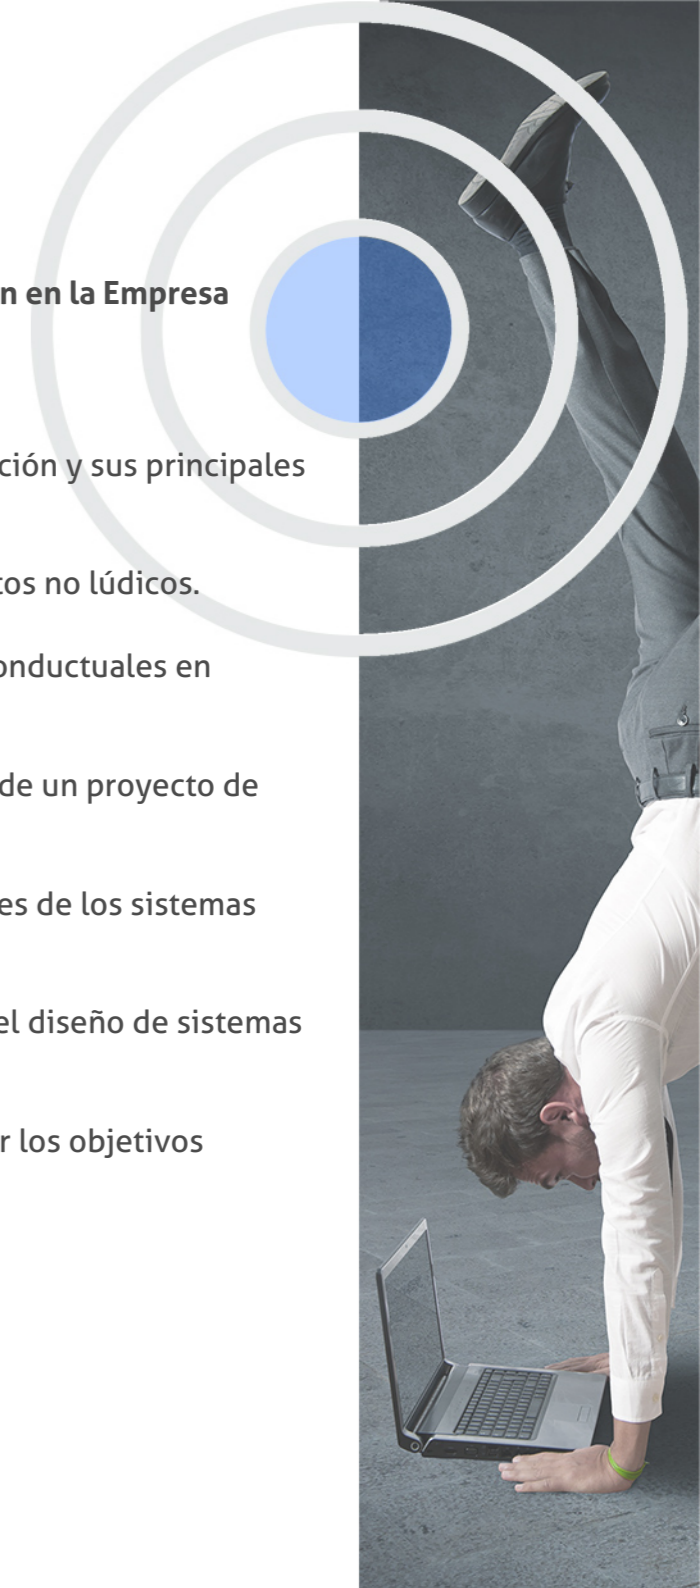 n en la Empresa
ción y sus principales
tos no lúdicos.
onductuales en
de un proyecto de
es de los sistemas
el diseño de sistemas
r los objetivos